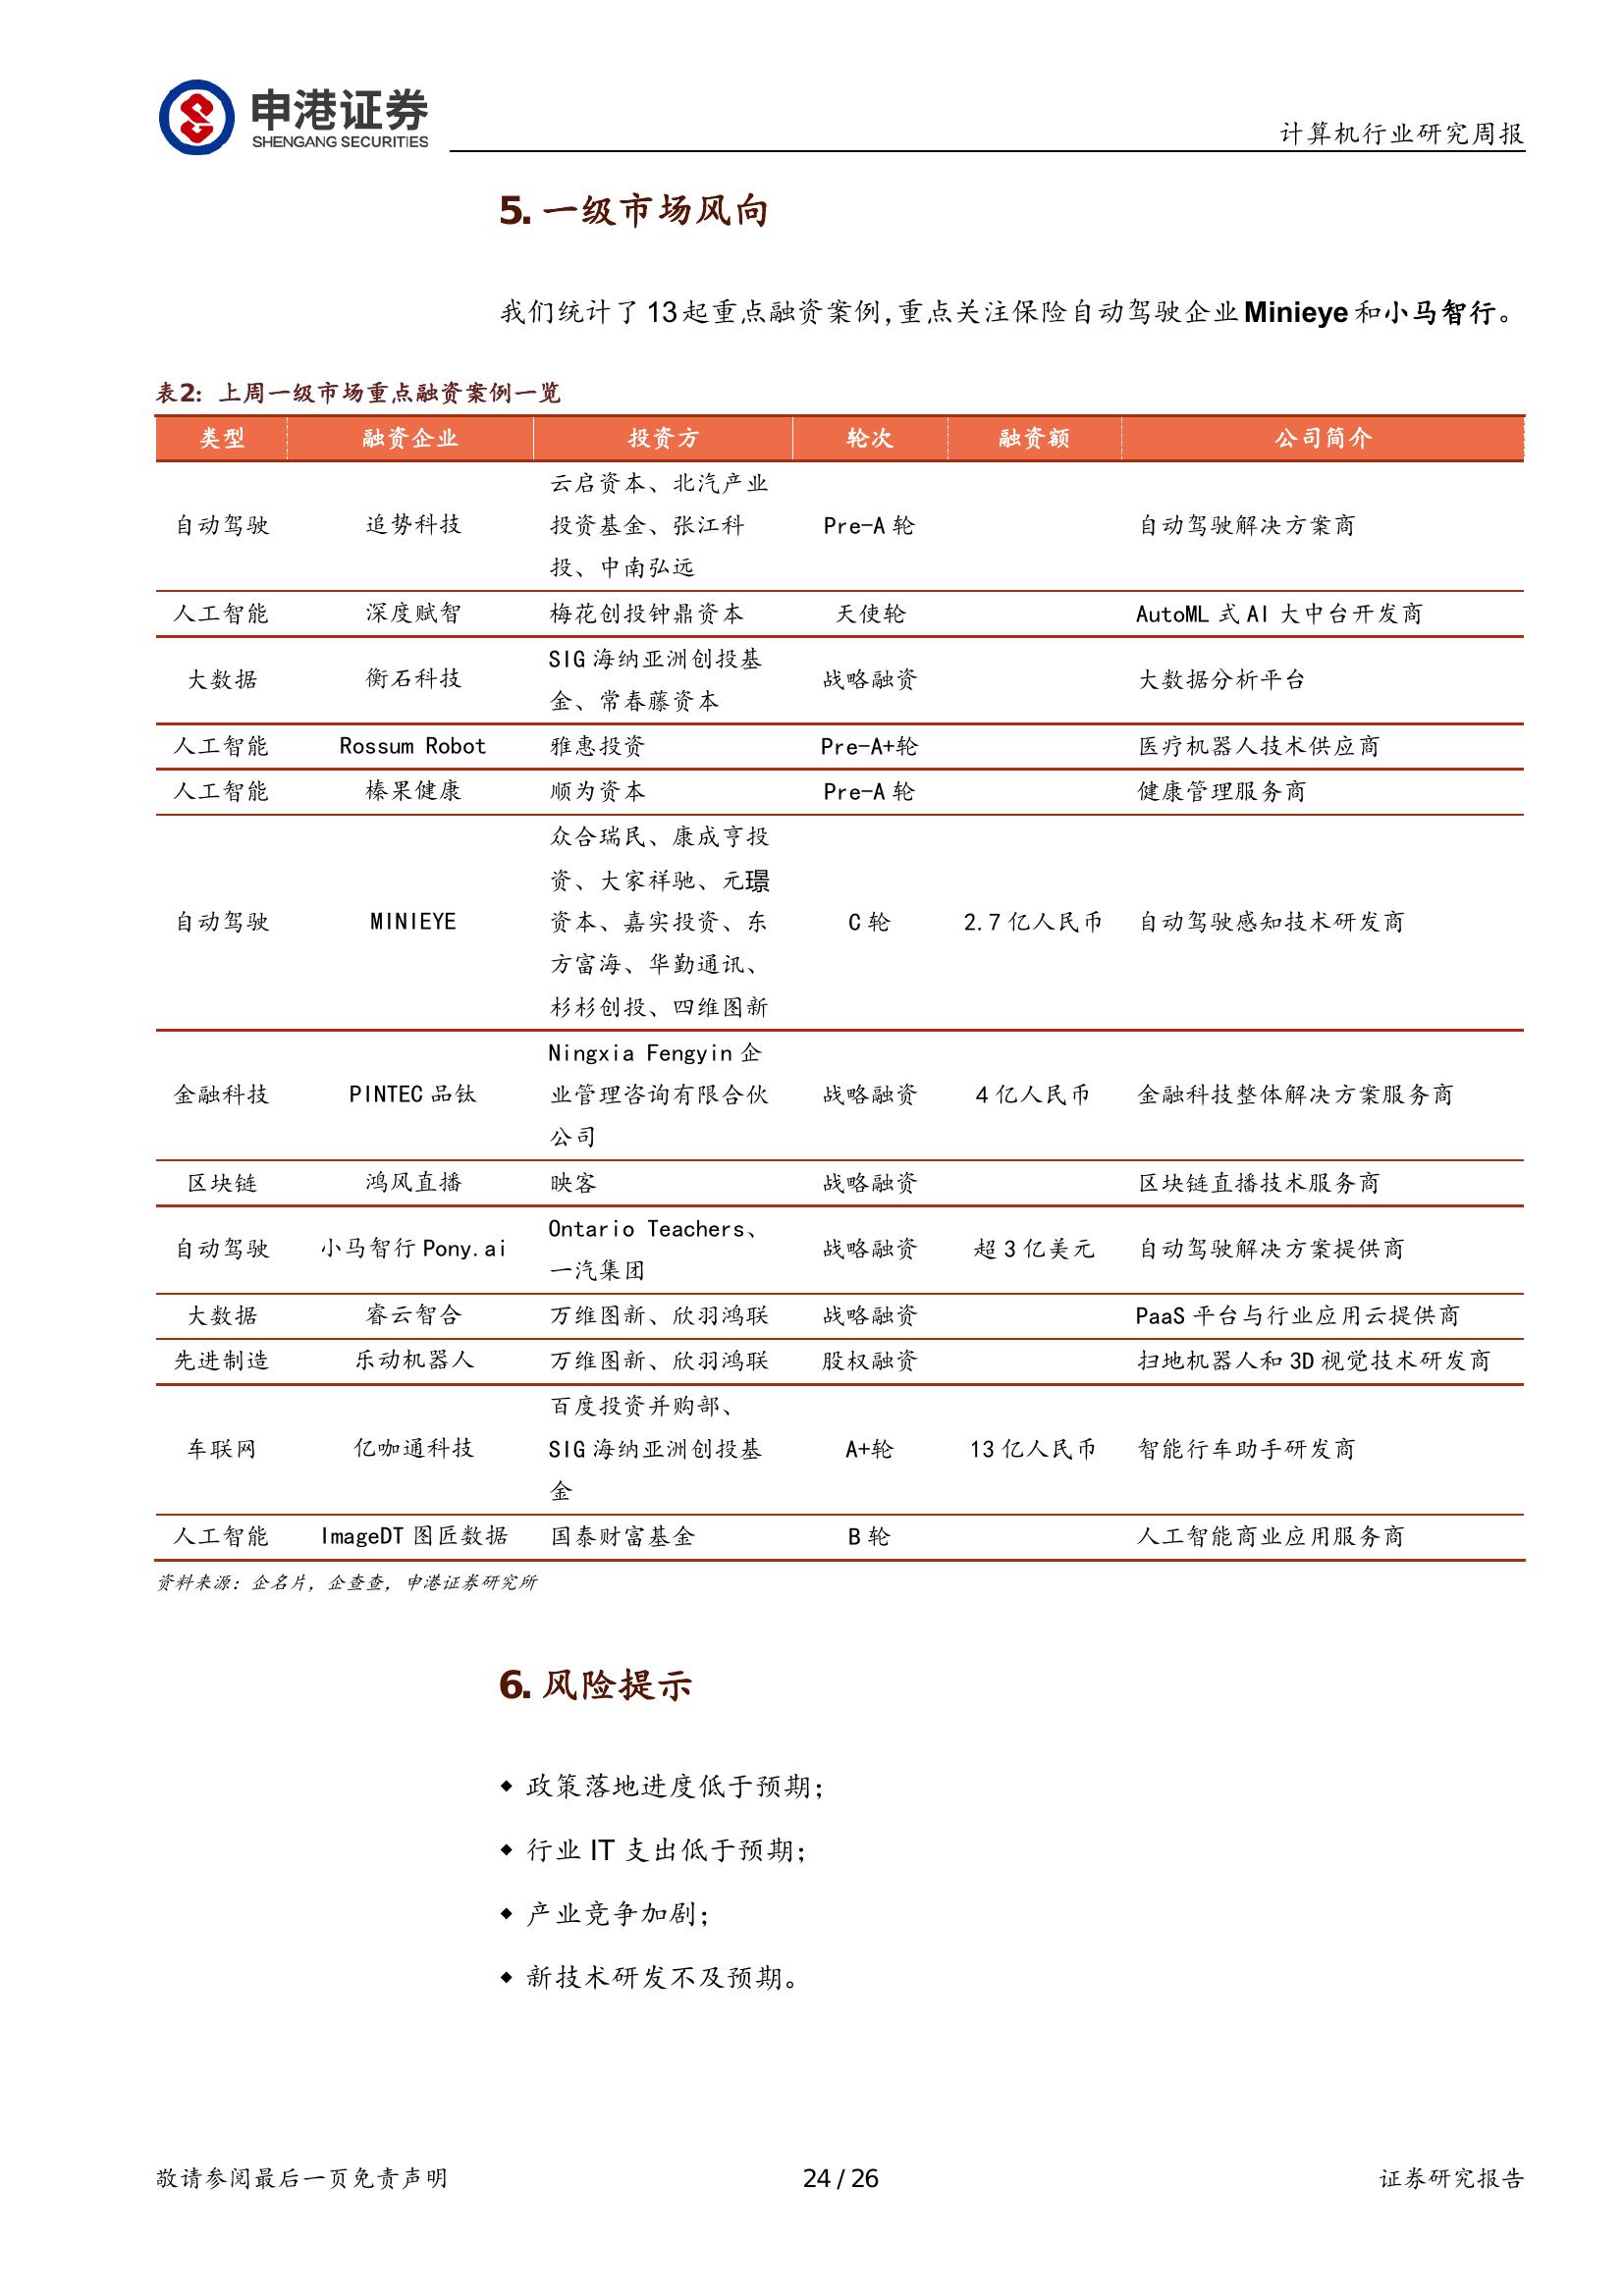 申港证券
SHENGANG SECURITIES
计算机行业研究周报
5. 一级市场风向
我们统计了 13 起重点融资案例，重点关注保险自动驾驶企业 Minieye 和小马智行。
表2：上周一级市场重点融资案例一览
类型 融资企业 投资方 轮次 融资额 公司简介
云启资本、北汽产业
自动驾驶 追势科技 投资基金、张江科 Pre-A 轮 自动驾驶解决方案商
投、中南弘远
人工智能 深度赋智 梅花创投钟鼎资本 天使轮 AutoML 式 AI 大中台开发商
SIG 海纳亚洲创投基
大数据 衡石科技 战略融资 大数据分析平台
金、常春藤资本
人工智能 Rossum Robot 雅惠投资 Pre-A+轮 医疗机器人技术供应商
人工智能 榛果健康 顺为资本 Pre-A 轮 健康管理服务商
众合瑞民、康成亨投
资、大家祥驰、元璟
自动驾驶 MINIEYE 资本、嘉实投资、东 C 轮 2.7 亿人民币 自动驾驶感知技术研发商
方富海、华勤通讯、
杉杉创投、四维图新
Ningxia Fengyin 企
金融科技 PINTEC 品钛 业管理咨询有限合伙 战略融资 4 亿人民币 金融科技整体解决方案服务商
公司
区块链 鸿风直播 映客 战略融资 区块链直播技术服务商
Ontario Teachers、
自动驾驶 小马智行 Pony.ai 战略融资 超 3 亿美元 自动驾驶解决方案提供商
一汽集团
大数据 睿云智合 万维图新、欣羽鸿联 战略融资 PaaS 平台与行业应用云提供商
先进制造 乐动机器人 万维图新、欣羽鸿联 股权融资 扫地机器人和 3D 视觉技术研发商
百度投资并购部、
车联网 亿咖通科技 SIG 海纳亚洲创投基 A+轮 13 亿人民币 智能行车助手研发商
金
人工智能 ImageDT 图匠数据 国泰财富基金 B 轮 人工智能商业应用服务商
资料来源：企名片，企查查，申港证券研究所
6. 风险提示
◆ 政策落地进度低于预期；
◆ 行业 IT 支出低于预期；
◆ 产业竞争加剧；
◆ 新技术研发不及预期。
敬请参阅最后一页免责声明 24 / 26 证券研究报告